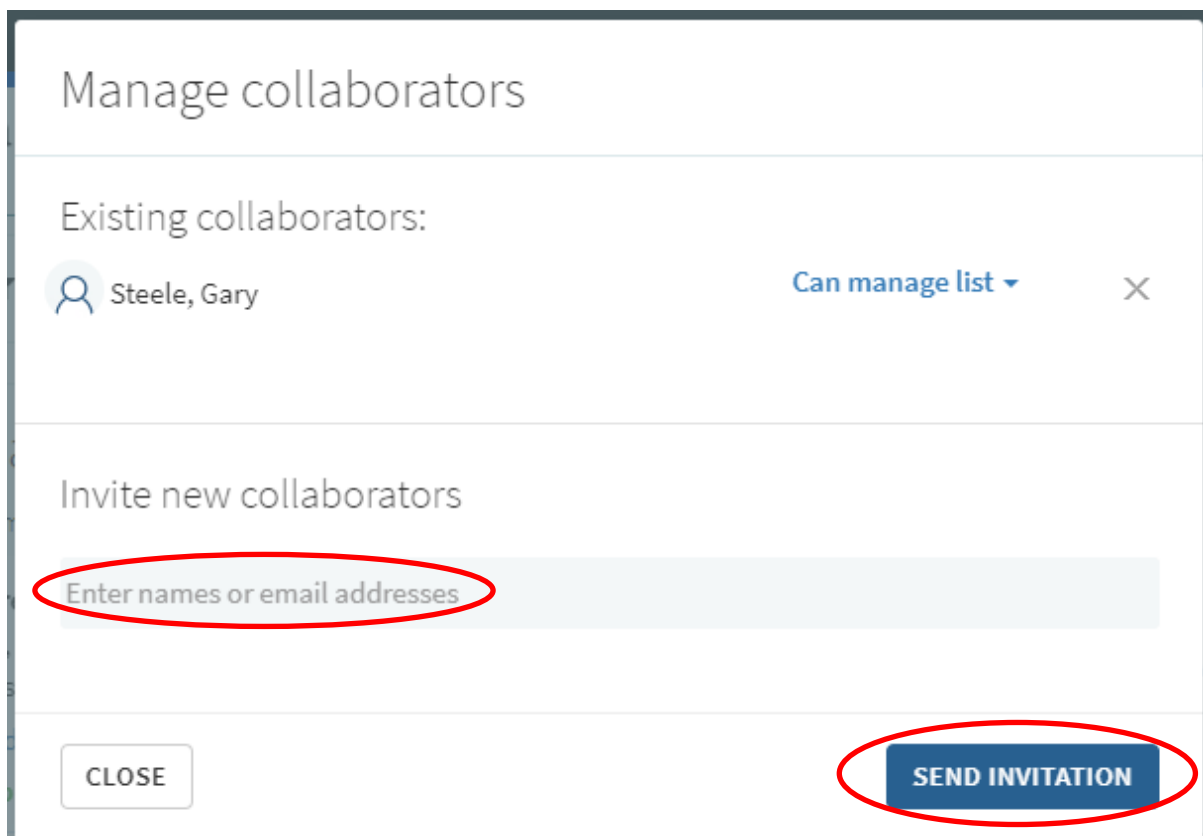 Manage collaborators
Existing collaborators:
Steele, Gary
Can manage list
Invite new collaborators
Enter names or email addresses
CLOSE
SEND INVITATION